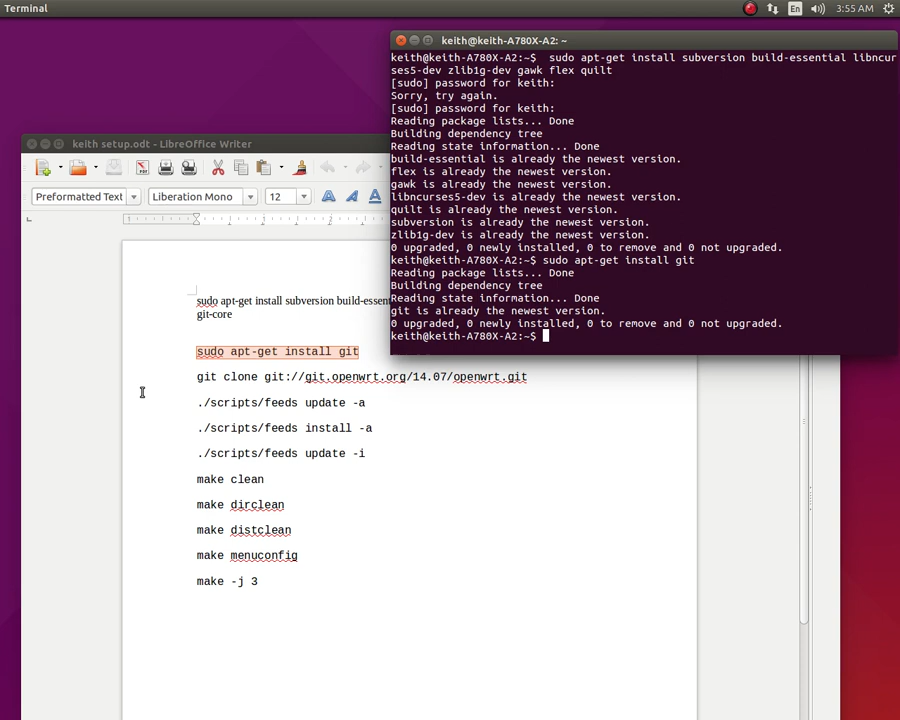 Terminal
En
3:55 AM
keith@keith-A780X-A2: ~
keith@keith-A780X-A2:~$  sudo apt-get install subversion build-essential libncur
ses5-dev zlib1g-dev gawk flex quilt
[sudo] password for keith:
Sorry, try again.
[sudo] password for keith:
Reading package lists... Done
Building dependency tree
Reading state information... Done
build-essential is already the newest version.
flex is already the newest version.
gawk is already the newest version.
libncurses5-dev is already the newest version.
quilt is already the newest version.
subversion is already the newest version.
zlib1g-dev is already the newest version.
0 upgraded, 0 newly installed, 0 to remove and 0 not upgraded.
keith@keith-A780X-A2:~$ sudo apt-get install git
Reading package lists... Done
Building dependency tree
Reading state information... Done
git is already the newest version.
0 upgraded, 0 newly installed, 0 to remove and 0 not upgraded.
keith@keith-A780X-A2:~$
keith setup.odt - LibreOffice Writer
Preformatted Text
Liberation Mono
12
sudo apt-get install subversion build-essent
git-core
sudo apt-get install git
git clone git://git.openwrt.org/14.07/openwrt.git
./scripts/feeds update -a
./scripts/feeds install -a
./scripts/feeds update -i
make clean
make dirclean
make distclean
make menuconfig
make -j 3